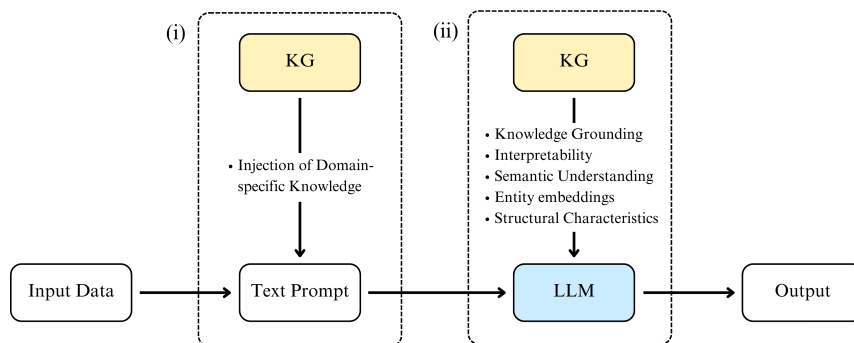 (i)
KG
• Injection of Domain-
specific Knowledge
(ii)
KG
• Knowledge Grounding
• Interpretability
• Semantic Understanding
• Entity embeddings
• Structural Characteristics
Input Data
Text Prompt
LLM
Output